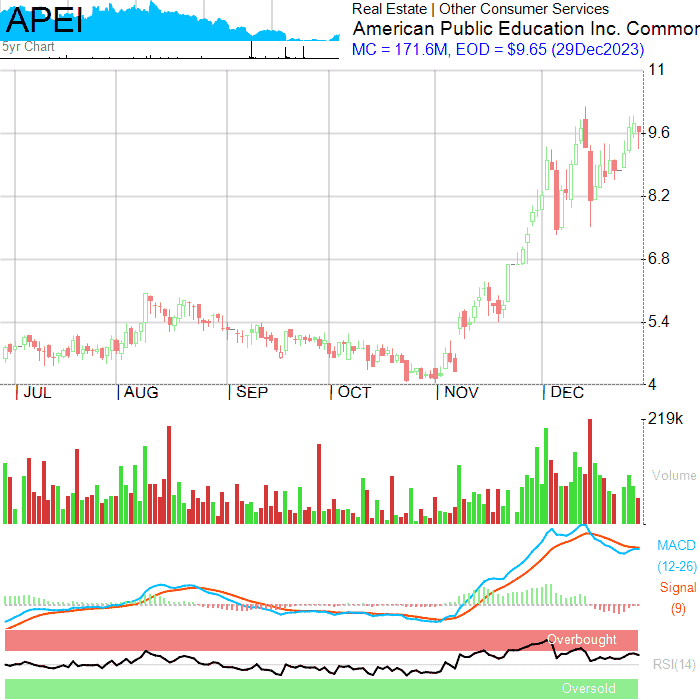 APEI
5yr Chart
Real Estate | Other Consumer Services
American Public Education Inc. Common
MC = 171.6M, EOD = $9.65 (29Dec2023)
11
9.6
8.2
6.8
5.4
4
JUL AUG SEP OCT NOV DEC
219k
Volume
MACD
(12-26)
Signal
(9)
Overbought
RSI(14)
Oversold